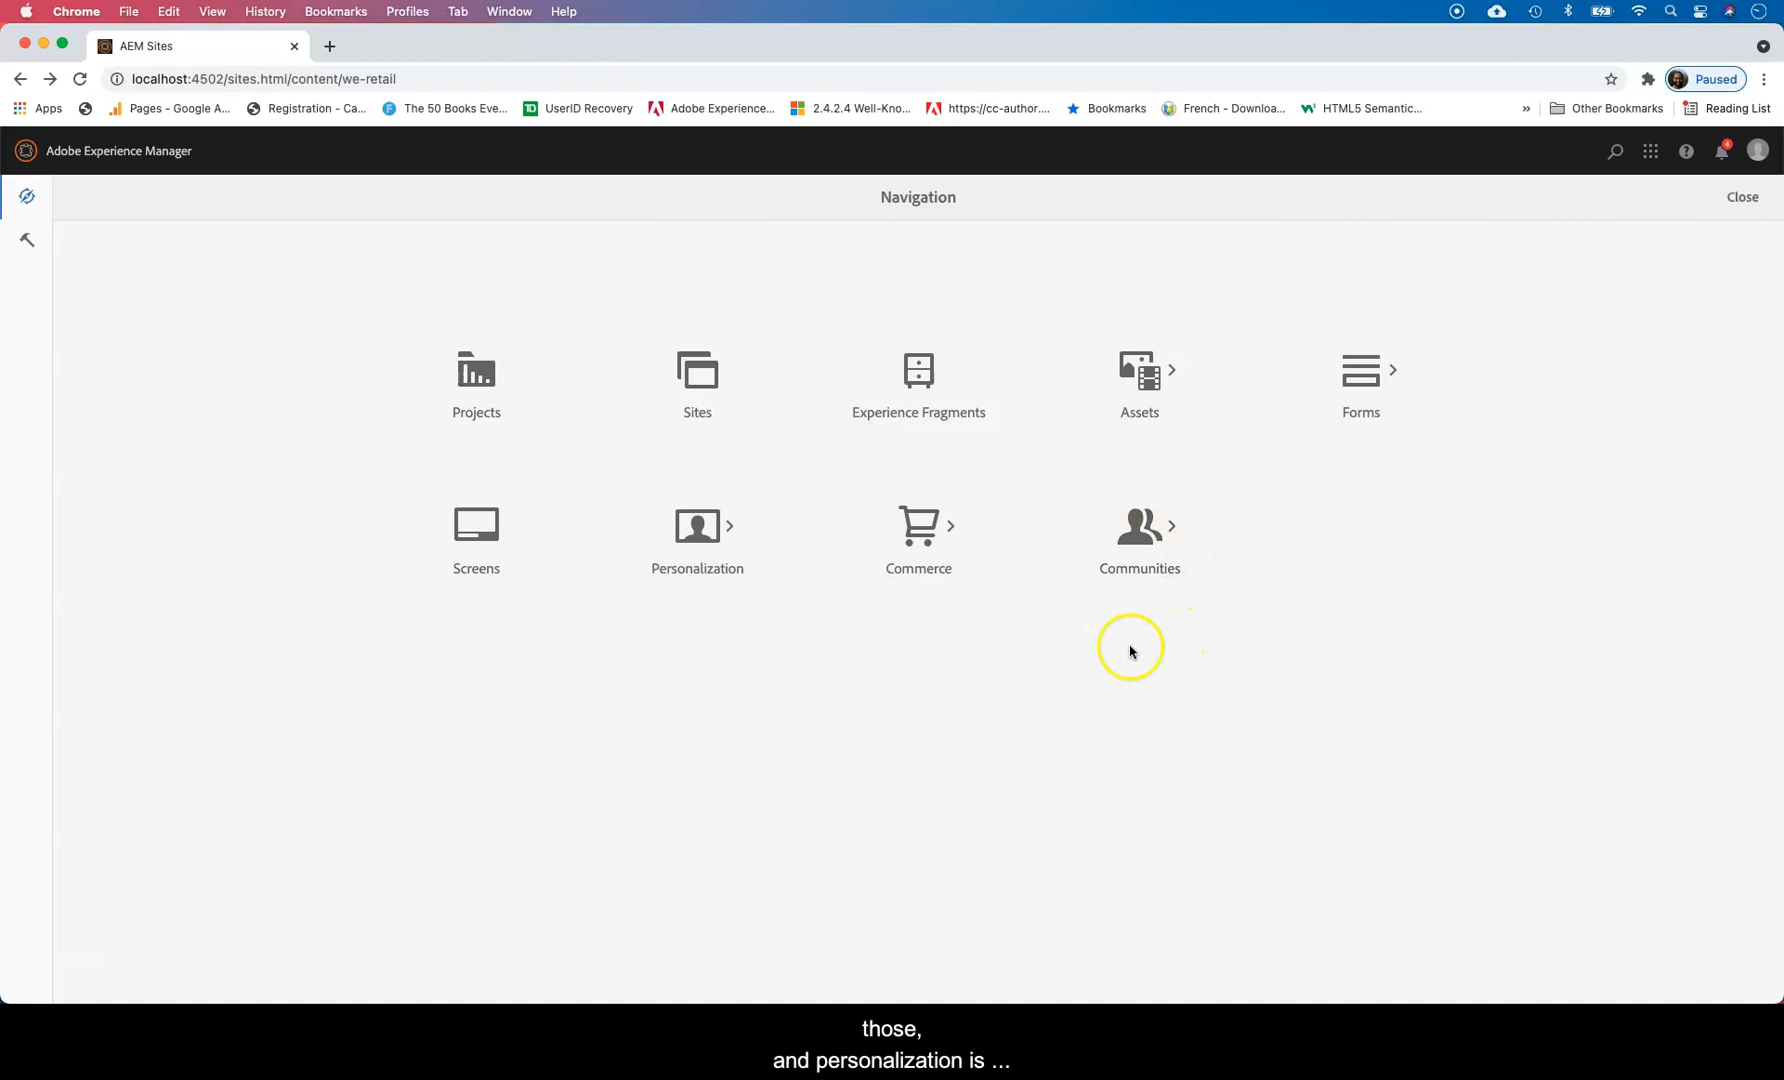 Chrome File Edit View History Bookmarks Profiles Tab Window Help
AEM Sites
localhost:4502/sites.html/content/we-retail
Paused
Apps Pages - Google A... Registration - Ca... The 50 Books Eve... UserID Recovery Adobe Experience... 2.4.2.4 Well-Kno... https://cc-author.... Bookmarks French - Downloa... HTML5 Semantic... » Other Bookmarks Reading List
Adobe Experience Manager
4
Navigation Close
Projects Sites Experience Fragments Assets Forms
Screens Personalization Commerce Communities
those,
and personalization is ...